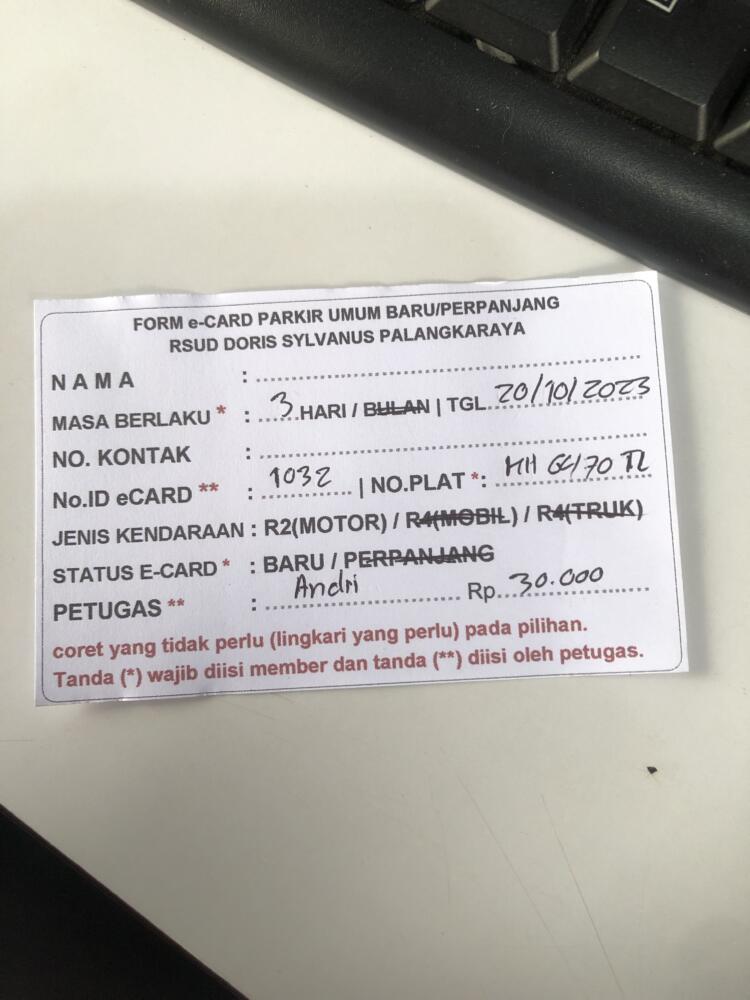 FORM e-CARD PARKIR UMUM BARU/PERPANJANG
RSUD DORIS SYLVANUS PALANGKARAYA
NAMA :
MASA BERLAKU * : 3 HARI / BULAN | TGL 20/10/2023
NO. KONTAK :
No.ID eCARD ** : 1032 | NO.PLAT *: 6470 TL
JENIS KENDARAAN : R2(MOTOR) / R4(MOBIL) / R4(TRUK)
STATUS E-CARD * : BARU / PERPANJANG
PETUGAS ** : Andri Rp. 30.000
coret yang tidak perlu (lingkari yang perlu) pada pilihan.
Tanda (*) wajib diisi member dan tanda (**) diisi oleh petugas.